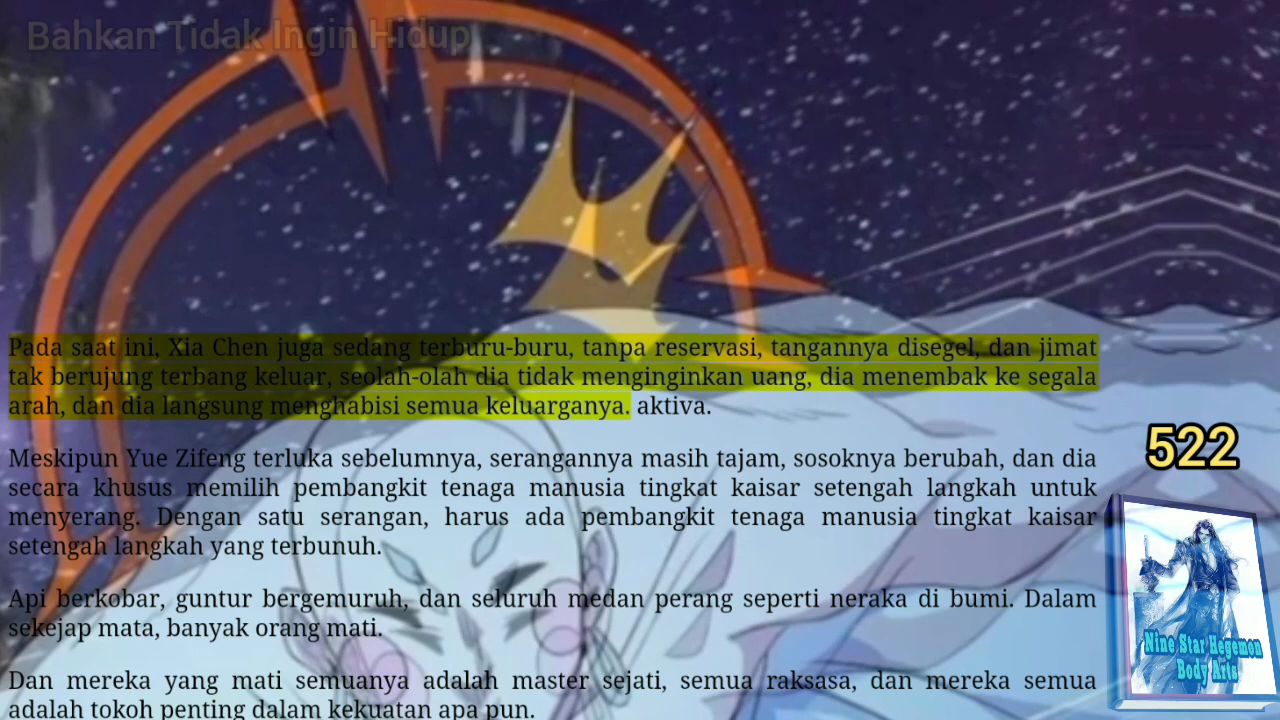 Bahkan Tidak Ingin Hidup
Pada saat ini, Xia Chen juga sedang terburu-buru, tanpa reservasi, tangannya disegel, dan jimat
tak berujung terbang keluar, seolah-olah dia tidak menginginkan uang, dia menembak ke segala
arah, dan dia langsung menghabisi semua keluarganya. aktiva.
Meskipun Yue Zifeng terluka sebelumnya, serangannya masih tajam, sosoknya berubah, dan dia
secara khusus memilih pembangkit tenaga manusia tingkat kaisar setengah langkah untuk
menyerang. Dengan satu serangan, harus ada pembangkit tenaga manusia tingkat kaisar
setengah langkah yang terbunuh.
Api berkobar, guntur bergemuruh, dan seluruh medan perang seperti neraka di bumi. Dalam
sekejap mata, banyak orang mati.
Dan mereka yang mati semuanya adalah master sejati, semua raksasa, dan mereka semua
adalah tokoh penting dalam kekuatan apa pun.
522
Nine Star Hegemon
Body Arts